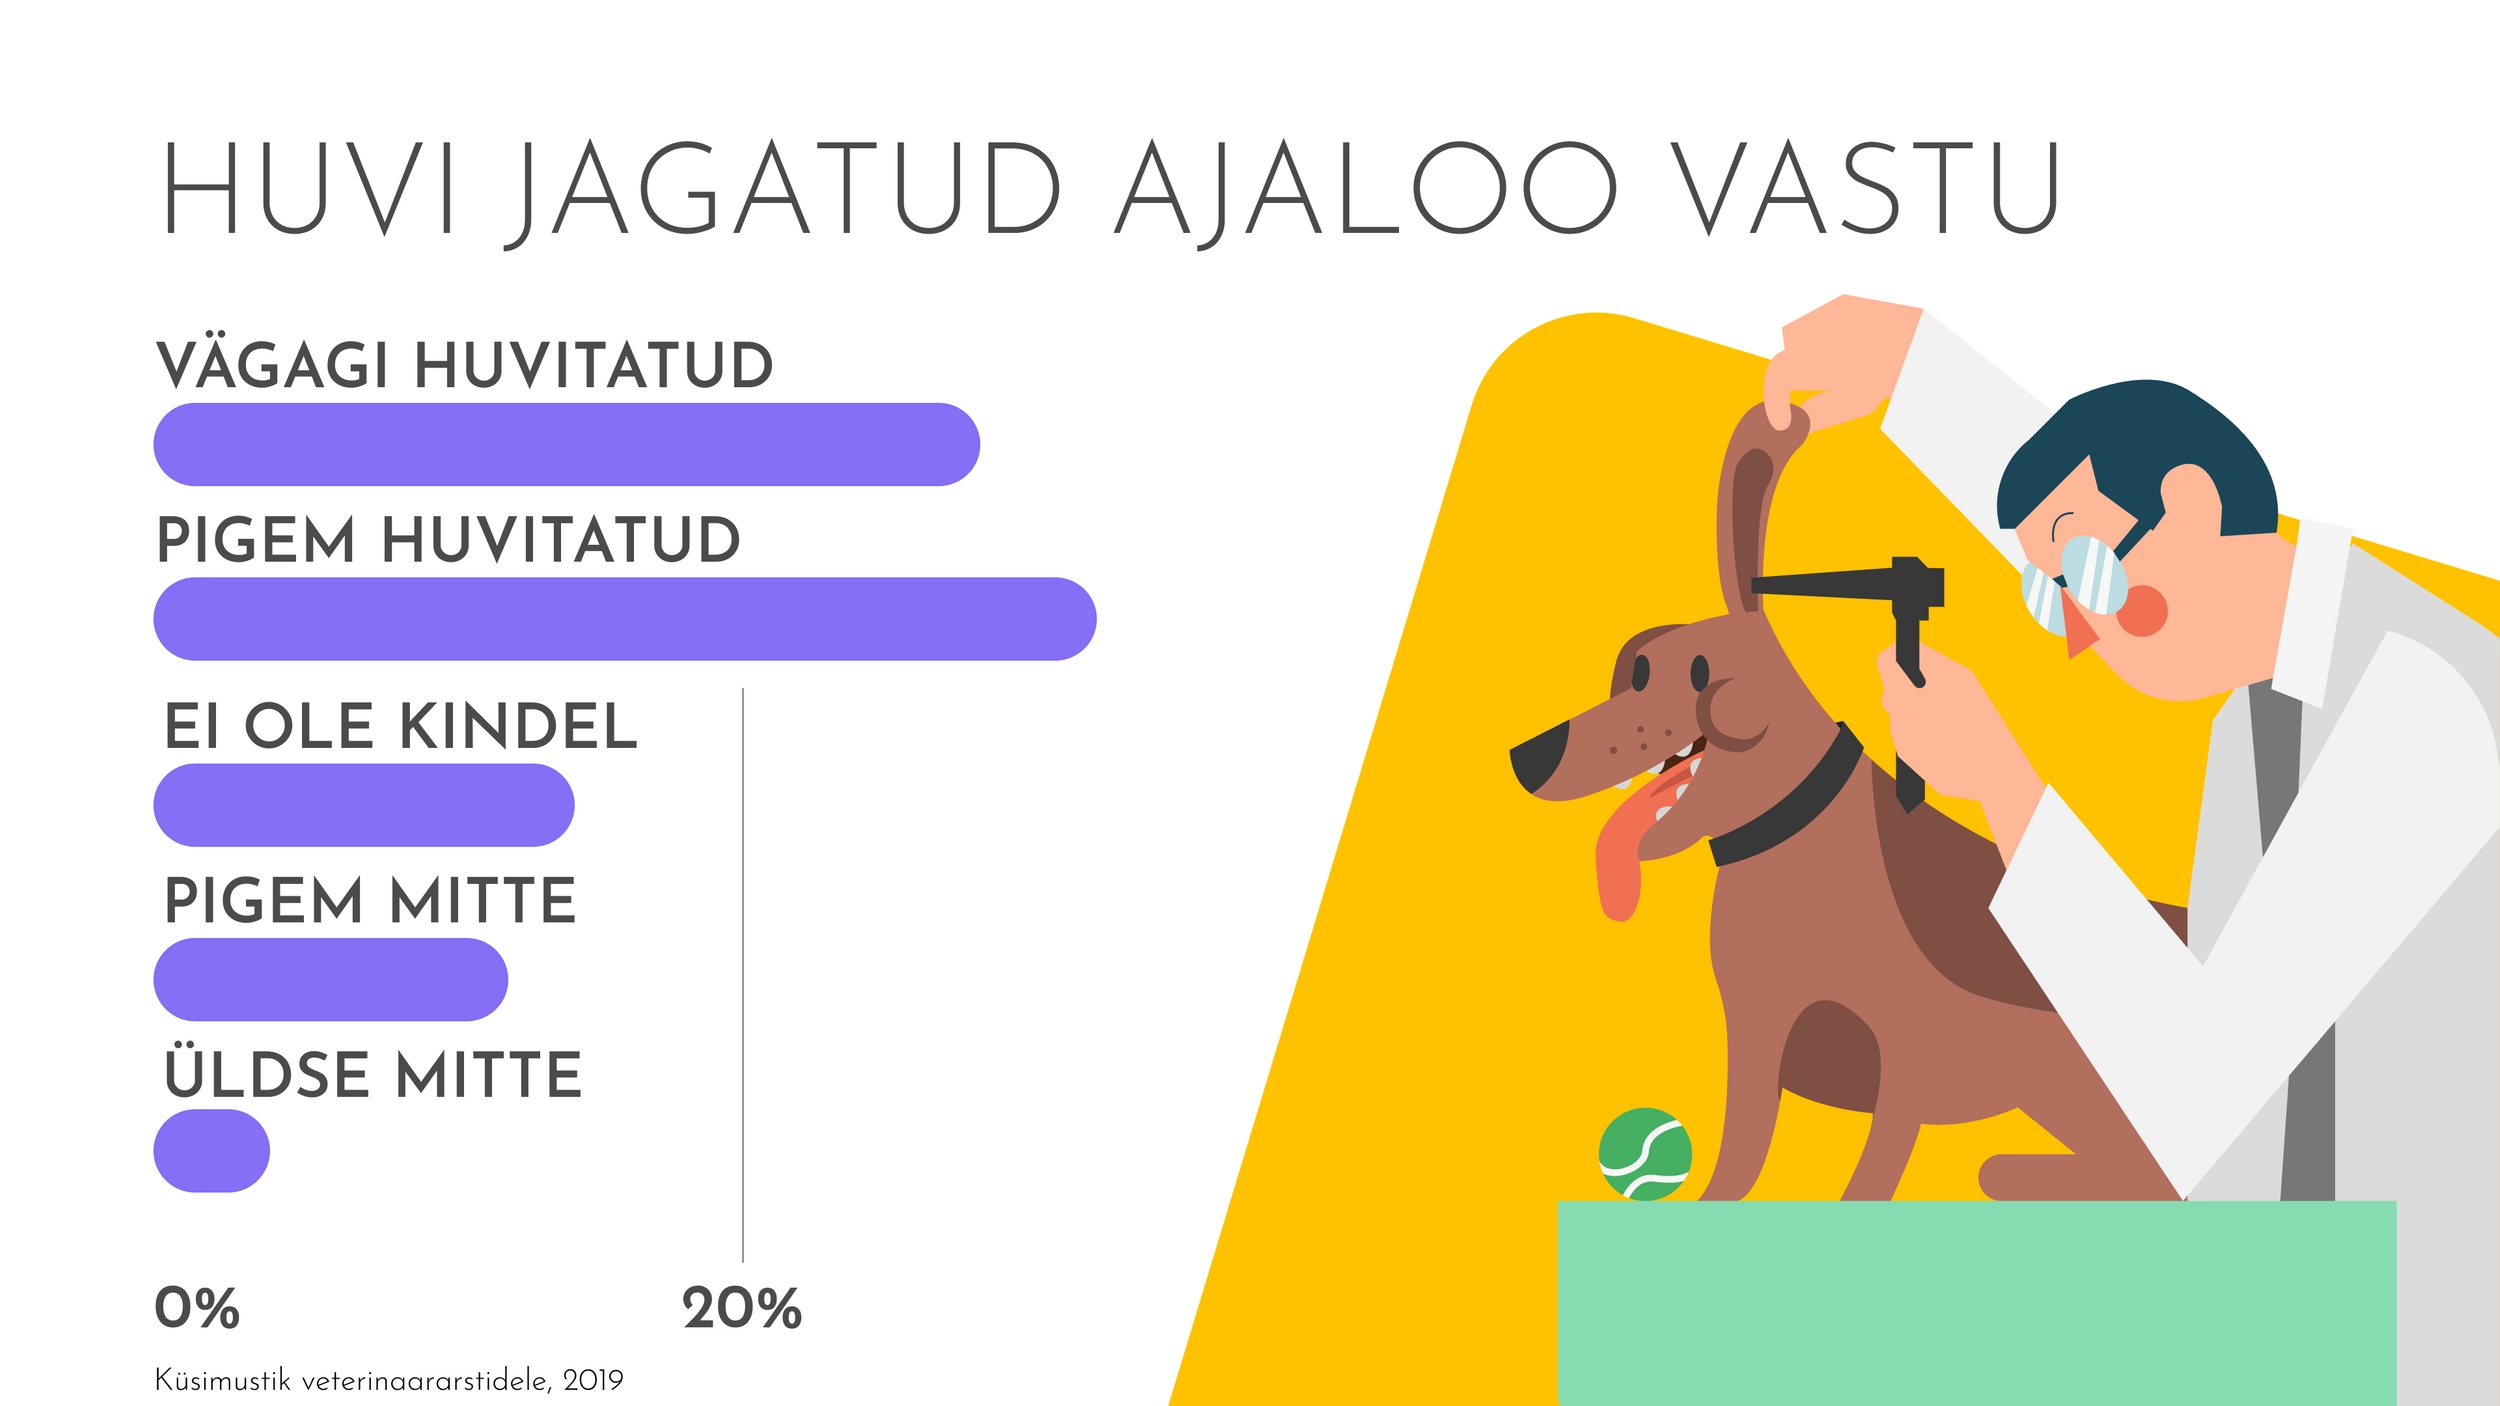 HUVI JAGATUD AJALOO VASTU
VÄGAGI HUVITATUD
PIGEM HUVITATUD
EI OLE KINDEL
PIGEM MITTE
ÜLDSE MITTE
0% 20%
Küsimustik veterinaararstidele, 2019